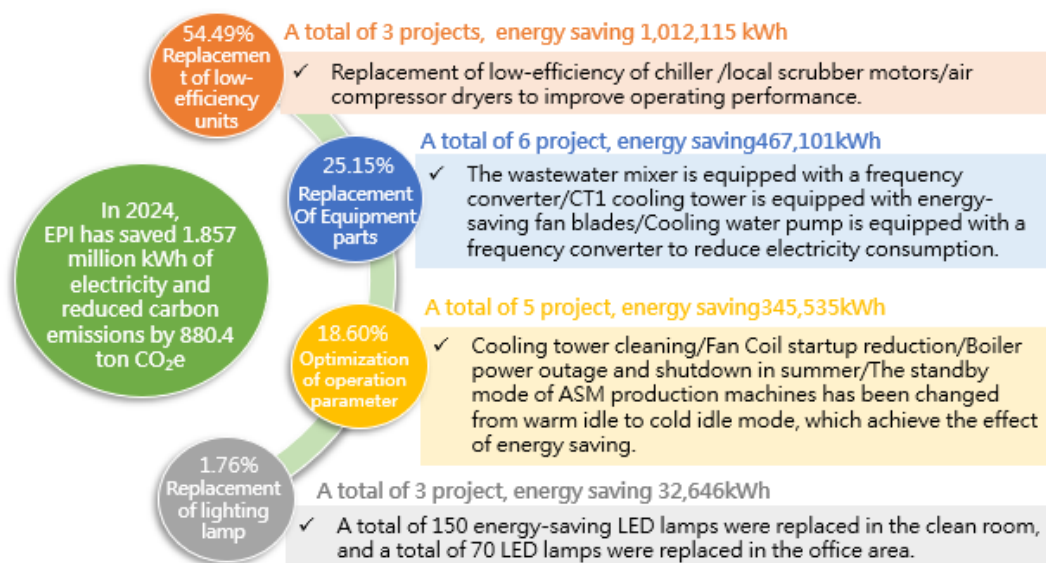 54.49%
Replacemen
t of low-
efficiency
units
A total of 3 projects, energy saving 1,012,115 kWh
✓ Replacement of low-efficiency of chiller /local scrubber motors/air
compressor dryers to improve operating performance.
25.15%
Replacement
Of Equipment
parts
A total of 6 project, energy saving467,101kWh
✓ The wastewater mixer is equipped with a frequency
converter/CT1 cooling tower is equipped with energy-
saving fan blades/Cooling water pump is equipped with a
frequency converter to reduce electricity consumption.
In 2024,
EPI has saved 1.857
million kWh of
electricity and
reduced carbon
emissions by 880.4
ton CO₂e
18.60%
Optimization
of operation
parameter
A total of 5 project, energy saving345,535kWh
✓ Cooling tower cleaning/Fan Coil startup reduction/Boiler
power outage and shutdown in summer/The standby
mode of ASM production machines has been changed
from warm idle to cold idle mode, which achieve the effect
of energy saving.
1.76%
Replacement
of lighting
lamp
A total of 3 project, energy saving 32,646kWh
✓ A total of 150 energy-saving LED lamps were replaced in the clean room,
and a total of 70 LED lamps were replaced in the office area.